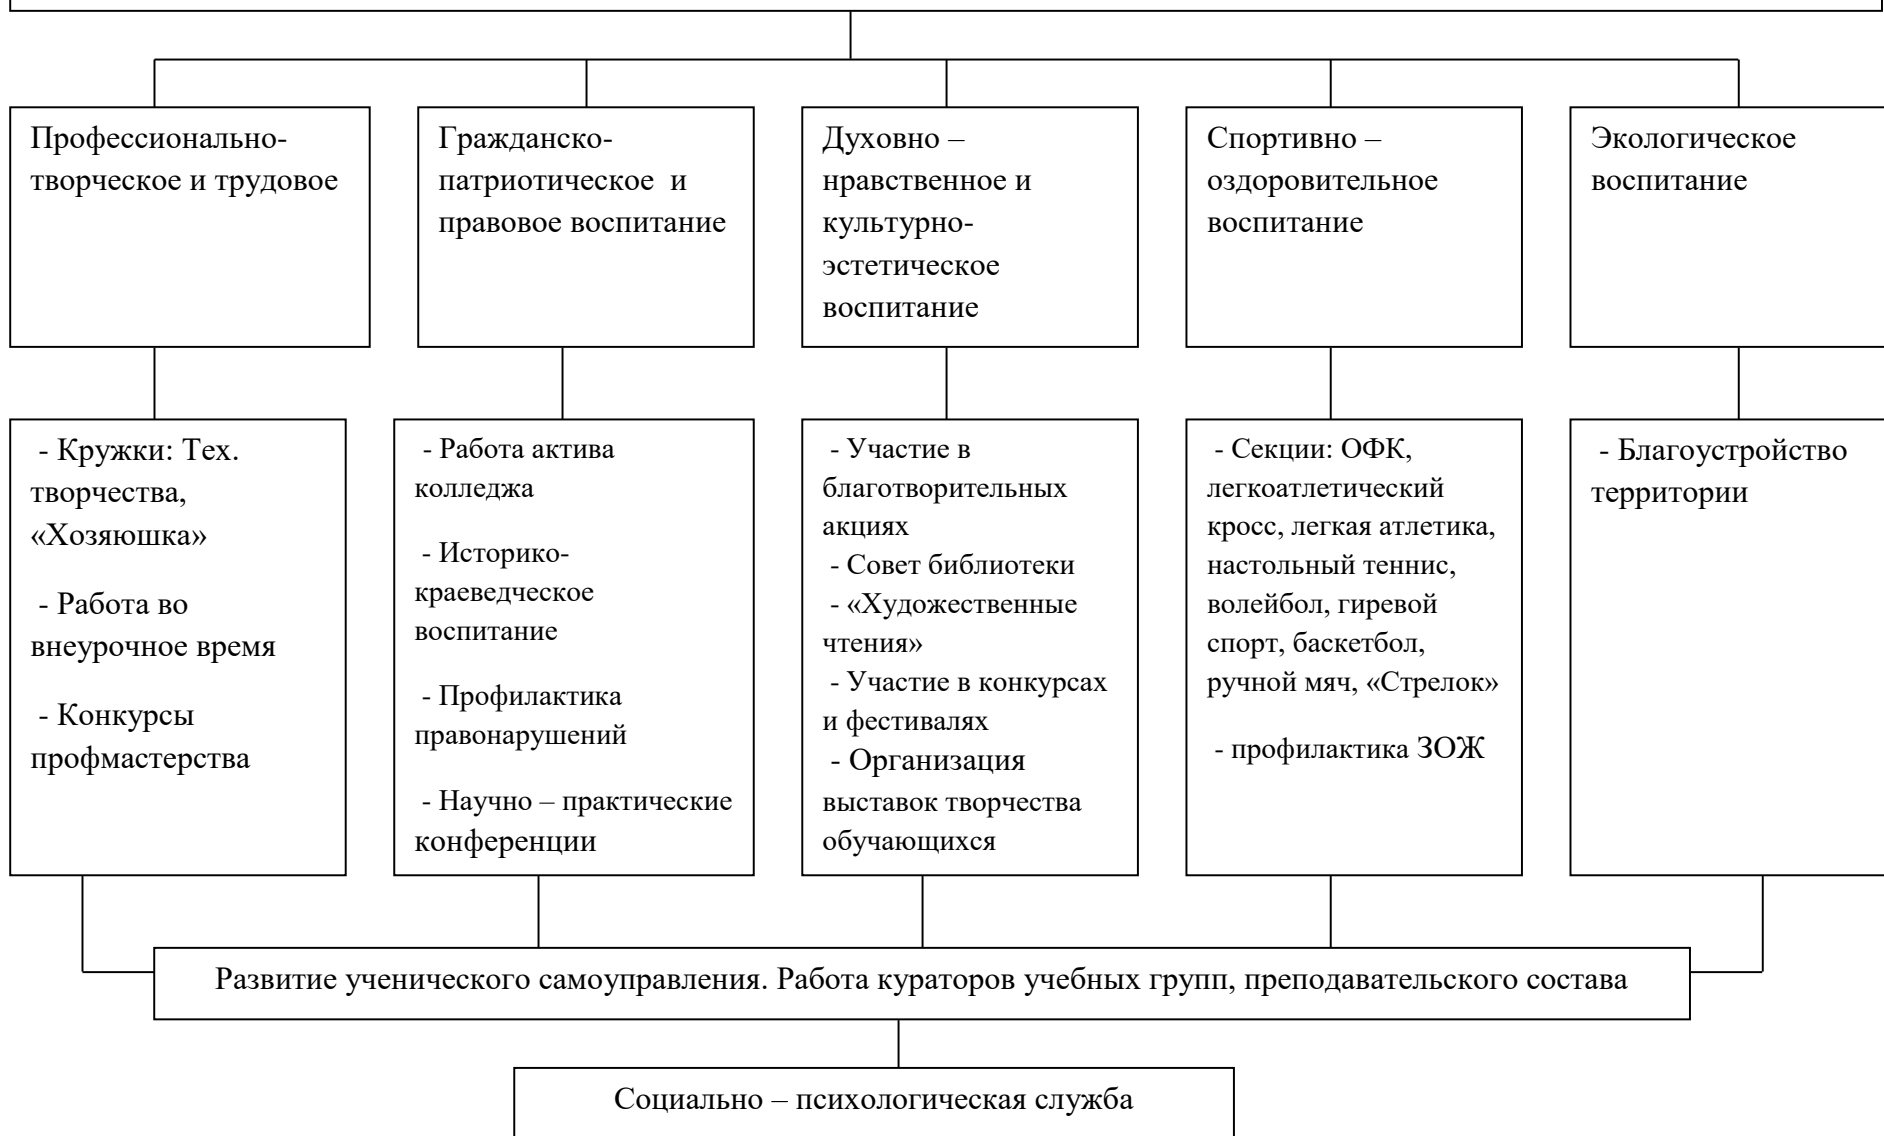 Профессионально-
творческое и трудовое
Гражданско-
патриотическое  и
правовое воспитание
Духовно –
нравственное и
культурно-
эстетическое
воспитание
Спортивно –
оздоровительное
воспитание
Экологическое
воспитание
- Кружки: Тех.
творчества,
«Хозяюшка»
- Работа во
внеурочное время
- Конкурсы
профмастерства
- Работа актива
колледжа
- Историко-
краеведческое
воспитание
- Профилактика
правонарушений
- Научно – практические
конференции
- Участие в
благотворительных
акциях
- Совет библиотеки
- «Художественные
чтения»
- Участие в конкурсах
и фестивалях
- Организация
выставок творчества
обучающихся
- Секции: ОФК,
легкоатлетический
кросс, легкая атлетика,
настольный теннис,
волейбол, гиревой
спорт, баскетбол,
ручной мяч, «Стрелок»
- профилактика ЗОЖ
- Благоустройство
территории
Развитие ученического самоуправления. Работа кураторов учебных групп, преподавательского состава
Социально – психологическая служба